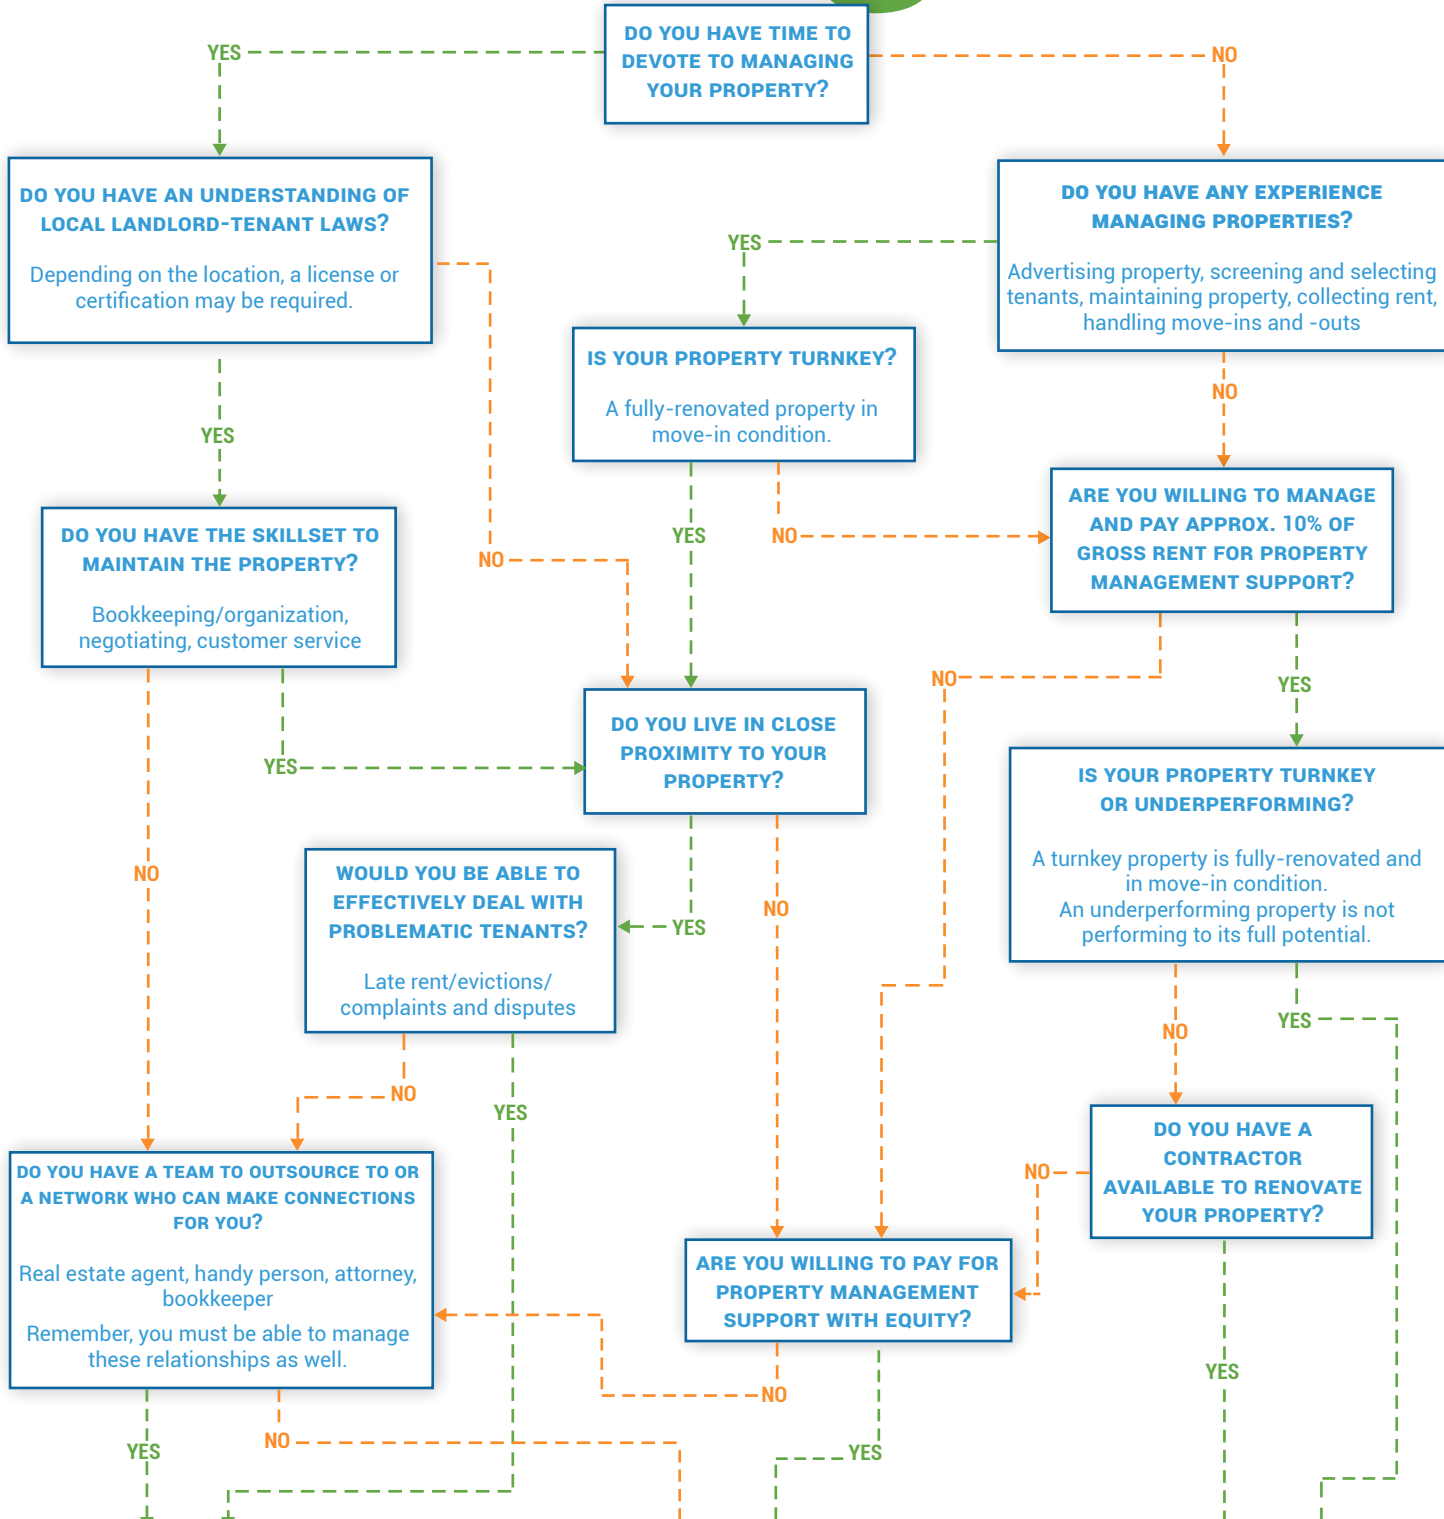 DO YOU HAVE TIME TO
DEVOTE TO MANAGING
YOUR PROPERTY?
YES
NO
DO YOU HAVE AN UNDERSTANDING OF
LOCAL LANDLORD-TENANT LAWS?
Depending on the location, a license or
certification may be required.
DO YOU HAVE ANY EXPERIENCE
MANAGING PROPERTIES?
Advertising property, screening and selecting
tenants, maintaining property, collecting rent,
handling move-ins and -outs
YES
IS YOUR PROPERTY TURNKEY?
A fully-renovated property in
move-in condition.
NO
YES
ARE YOU WILLING TO MANAGE
AND PAY APPROX. 10% OF
GROSS RENT FOR PROPERTY
MANAGEMENT SUPPORT?
DO YOU HAVE THE SKILLSET TO
MAINTAIN THE PROPERTY?
Bookkeeping/organization,
negotiating, customer service
NO
YES
NO
NO
YES
DO YOU LIVE IN CLOSE
PROXIMITY TO YOUR
PROPERTY?
YES
IS YOUR PROPERTY TURNKEY
OR UNDERPERFORMING?
A turnkey property is fully-renovated and
in move-in condition.
An underperforming property is not
performing to its full potential.
NO
WOULD YOU BE ABLE TO
EFFECTIVELY DEAL WITH
PROBLEMATIC TENANTS?
Late rent/evictions/
complaints and disputes
YES
NO
NO
YES
NO
YES
DO YOU HAVE A
CONTRACTOR
AVAILABLE TO RENOVATE
YOUR PROPERTY?
NO
DO YOU HAVE A TEAM TO OUTSOURCE TO OR
A NETWORK WHO CAN MAKE CONNECTIONS
FOR YOU?
Real estate agent, handy person, attorney,
bookkeeper
Remember, you must be able to manage
these relationships as well.
ARE YOU WILLING TO PAY FOR
PROPERTY MANAGEMENT
SUPPORT WITH EQUITY?
YES
NO
YES
NO
YES